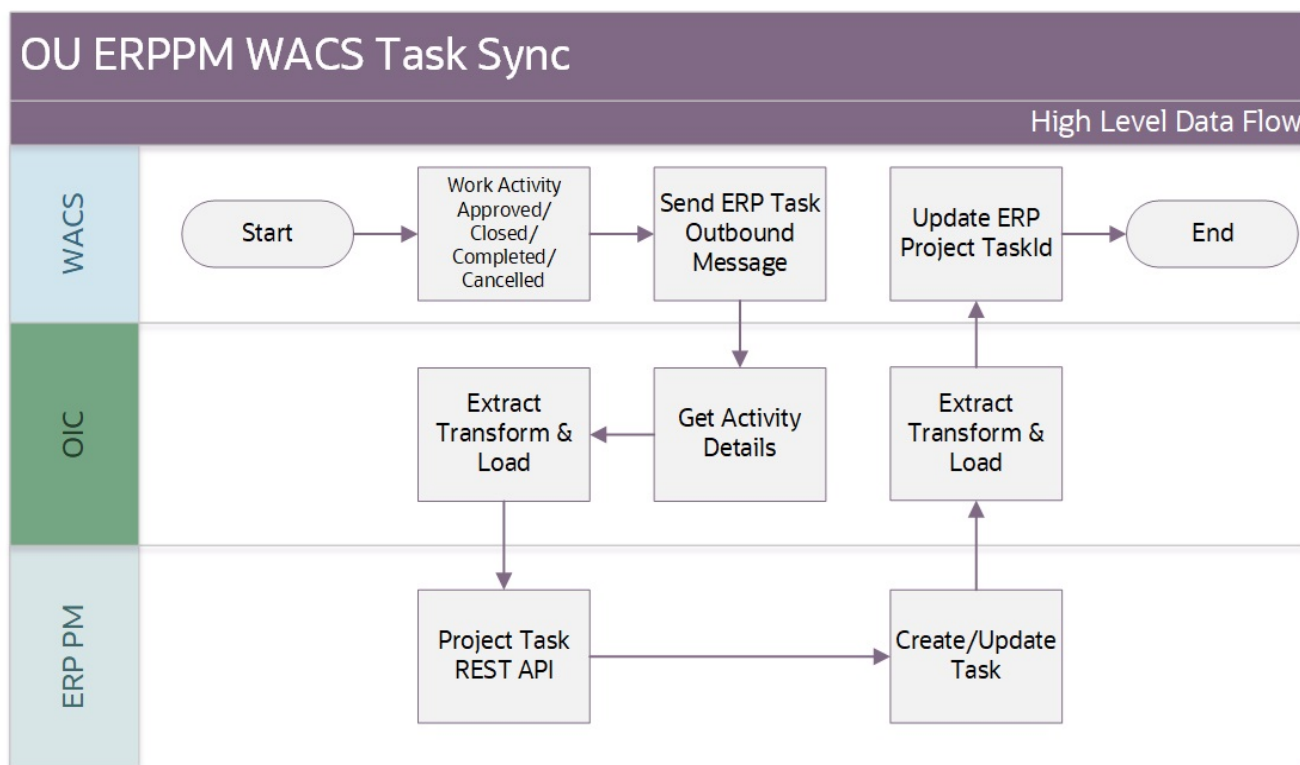 OU ERPPM WACS Task Sync
High Level Data Flow
WACS
Start
Work Activity
Approved/
Closed/
Completed/
Cancelled
Send ERP Task
Outbound
Message
Update ERP
Project TaskId
End
OIC
Extract
Transform &
Load
Get Activity
Details
Extract
Transform &
Load
ERP PM
Project Task
REST API
Create/Update
Task